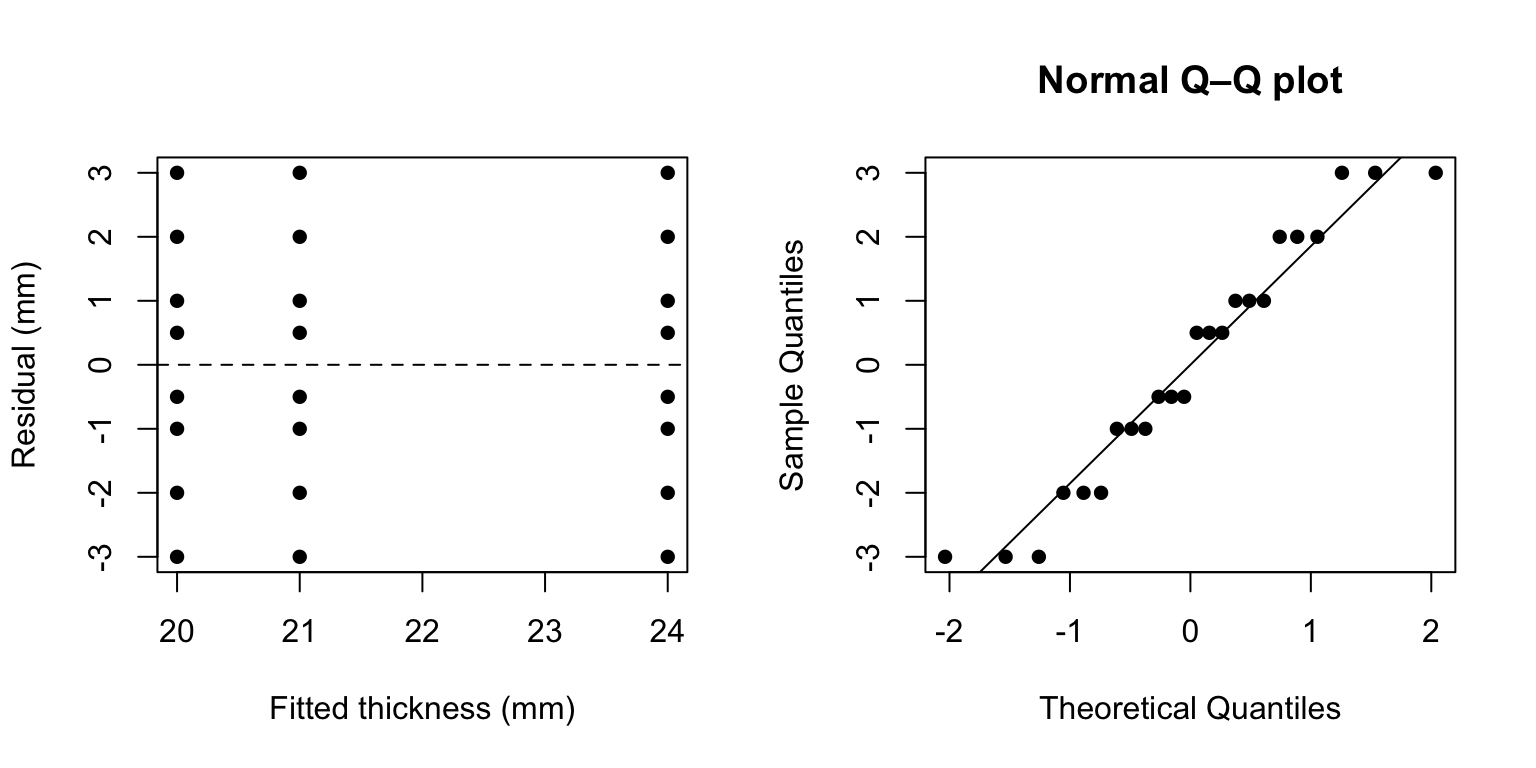 Residual (mm)
3
2
1
0
-1
-2
-3
20 21 22 23 24
Fitted thickness (mm)
Normal Q–Q plot
Sample Quantiles
3
2
1
0
-1
-2
-3
-2 -1 0 1 2
Theoretical Quantiles